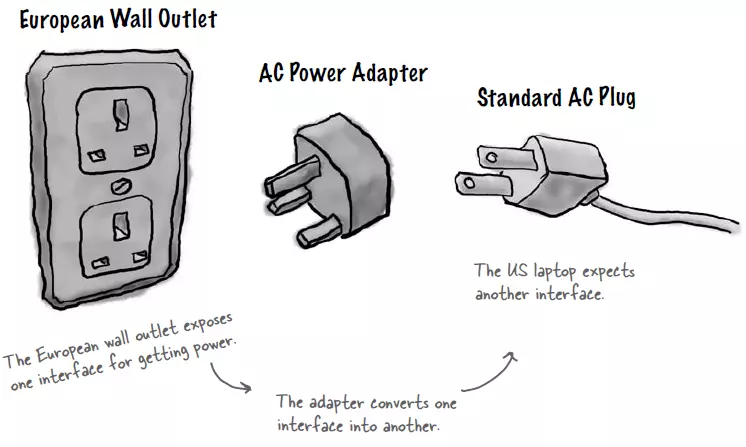 European Wall Outlet
AC Power Adapter
Standard AC Plug
The European wall outlet exposes
one interface for getting power.
The adapter converts one
interface into another.
The US laptop expects
another interface.